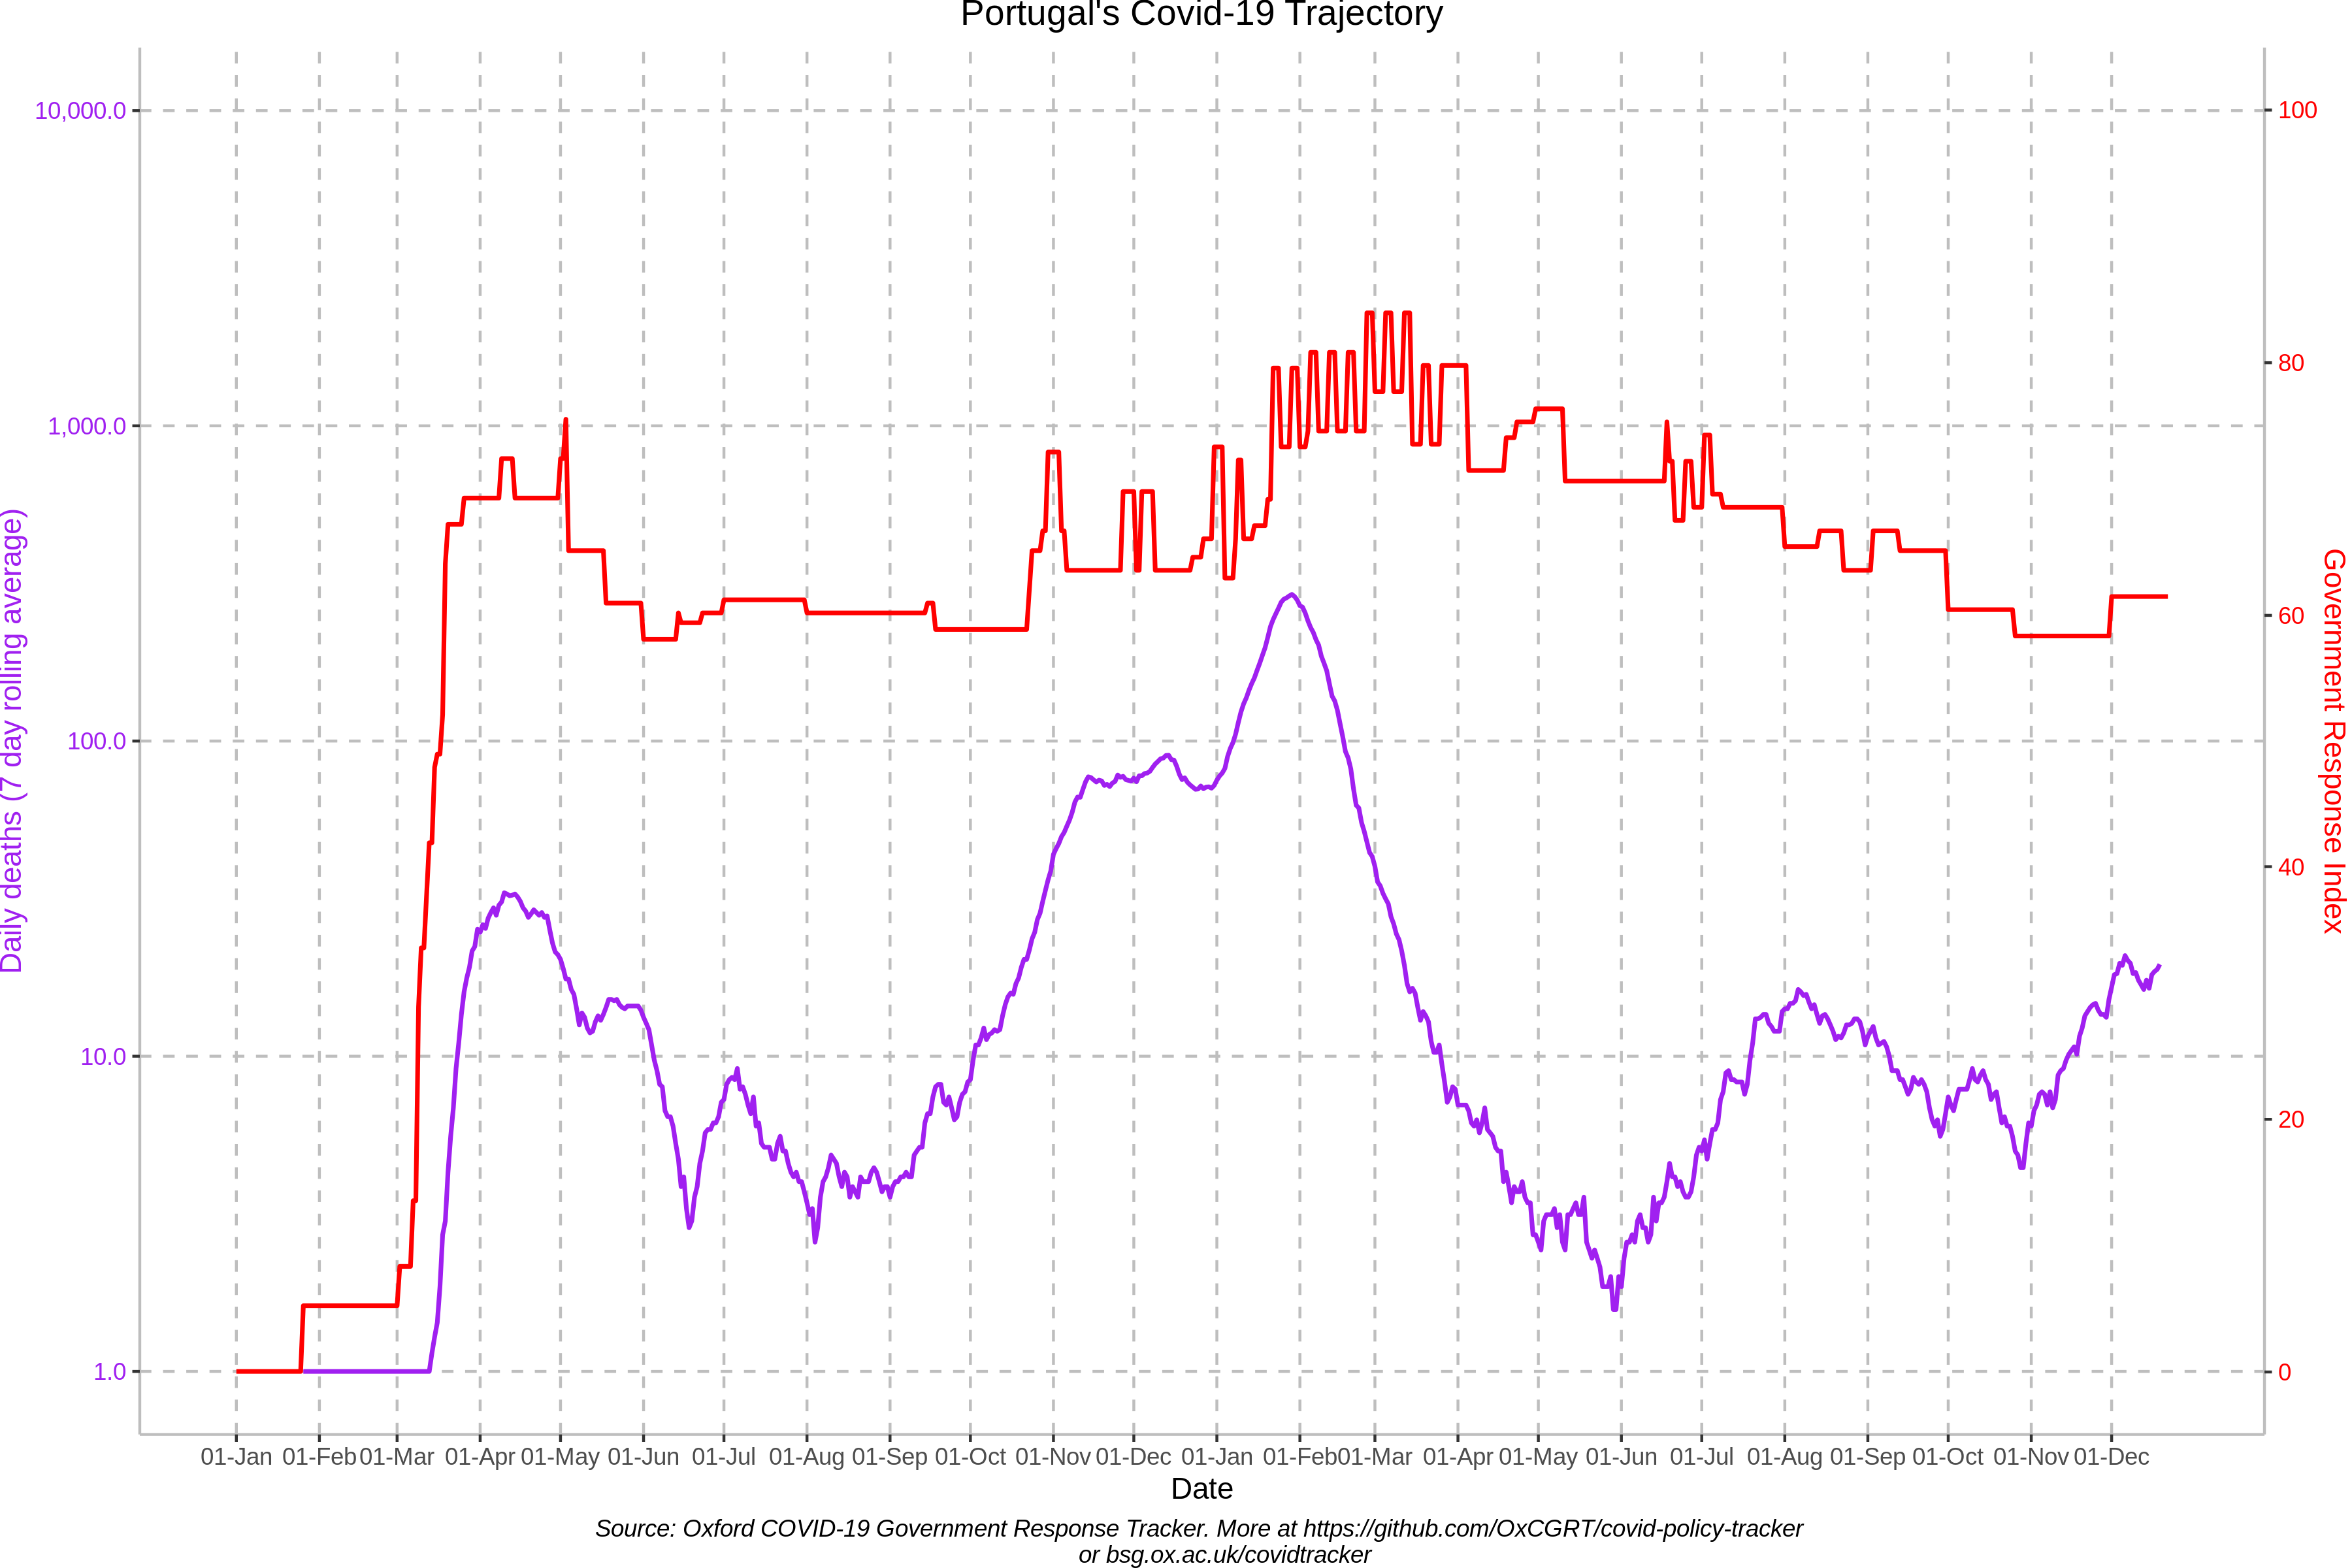 Portugal's Covid-19 Trajectory
10,000.0
1,000.0
100.0
10.0
1.0
Daily deaths (7 day rolling average)
100
80
60
40
20
0
Government Response Index
01-Jan 01-Feb 01-Mar 01-Apr 01-May 01-Jun 01-Jul 01-Aug 01-Sep 01-Oct 01-Nov 01-Dec 01-Jan 01-Feb 01-Mar 01-Apr 01-May 01-Jun 01-Jul 01-Aug 01-Sep 01-Oct 01-Nov 01-Dec
Date
Source: Oxford COVID-19 Government Response Tracker. More at https://github.com/OxCGRT/covid-policy-tracker
or bsg.ox.ac.uk/covidtracker